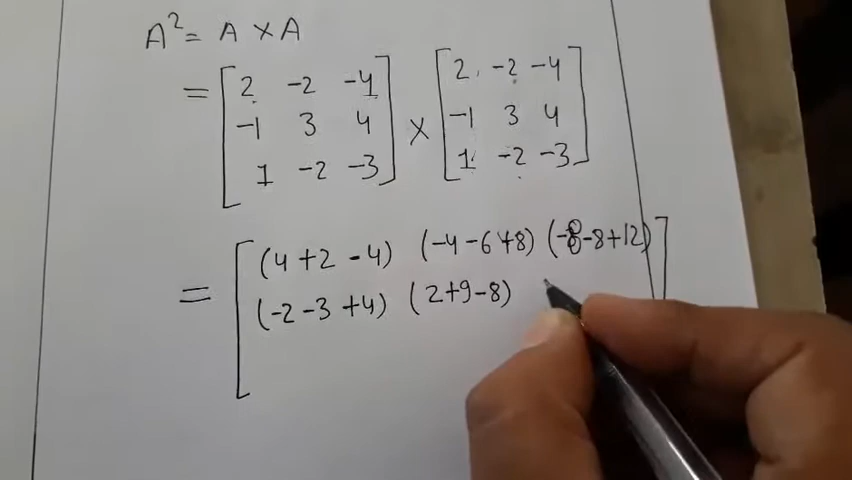 A² = A × A
= [ 2 -2 -4 ] × [ 2 -2 -4 ]
[ -1 3 4 ] [ -1 3 4 ]
[ 1 -2 -3 ] [ 1 -2 -3 ]
= [ (4+2-4) (-4-6+8) (-8-8+12) ]
(-2-3+4) (2+9-8)